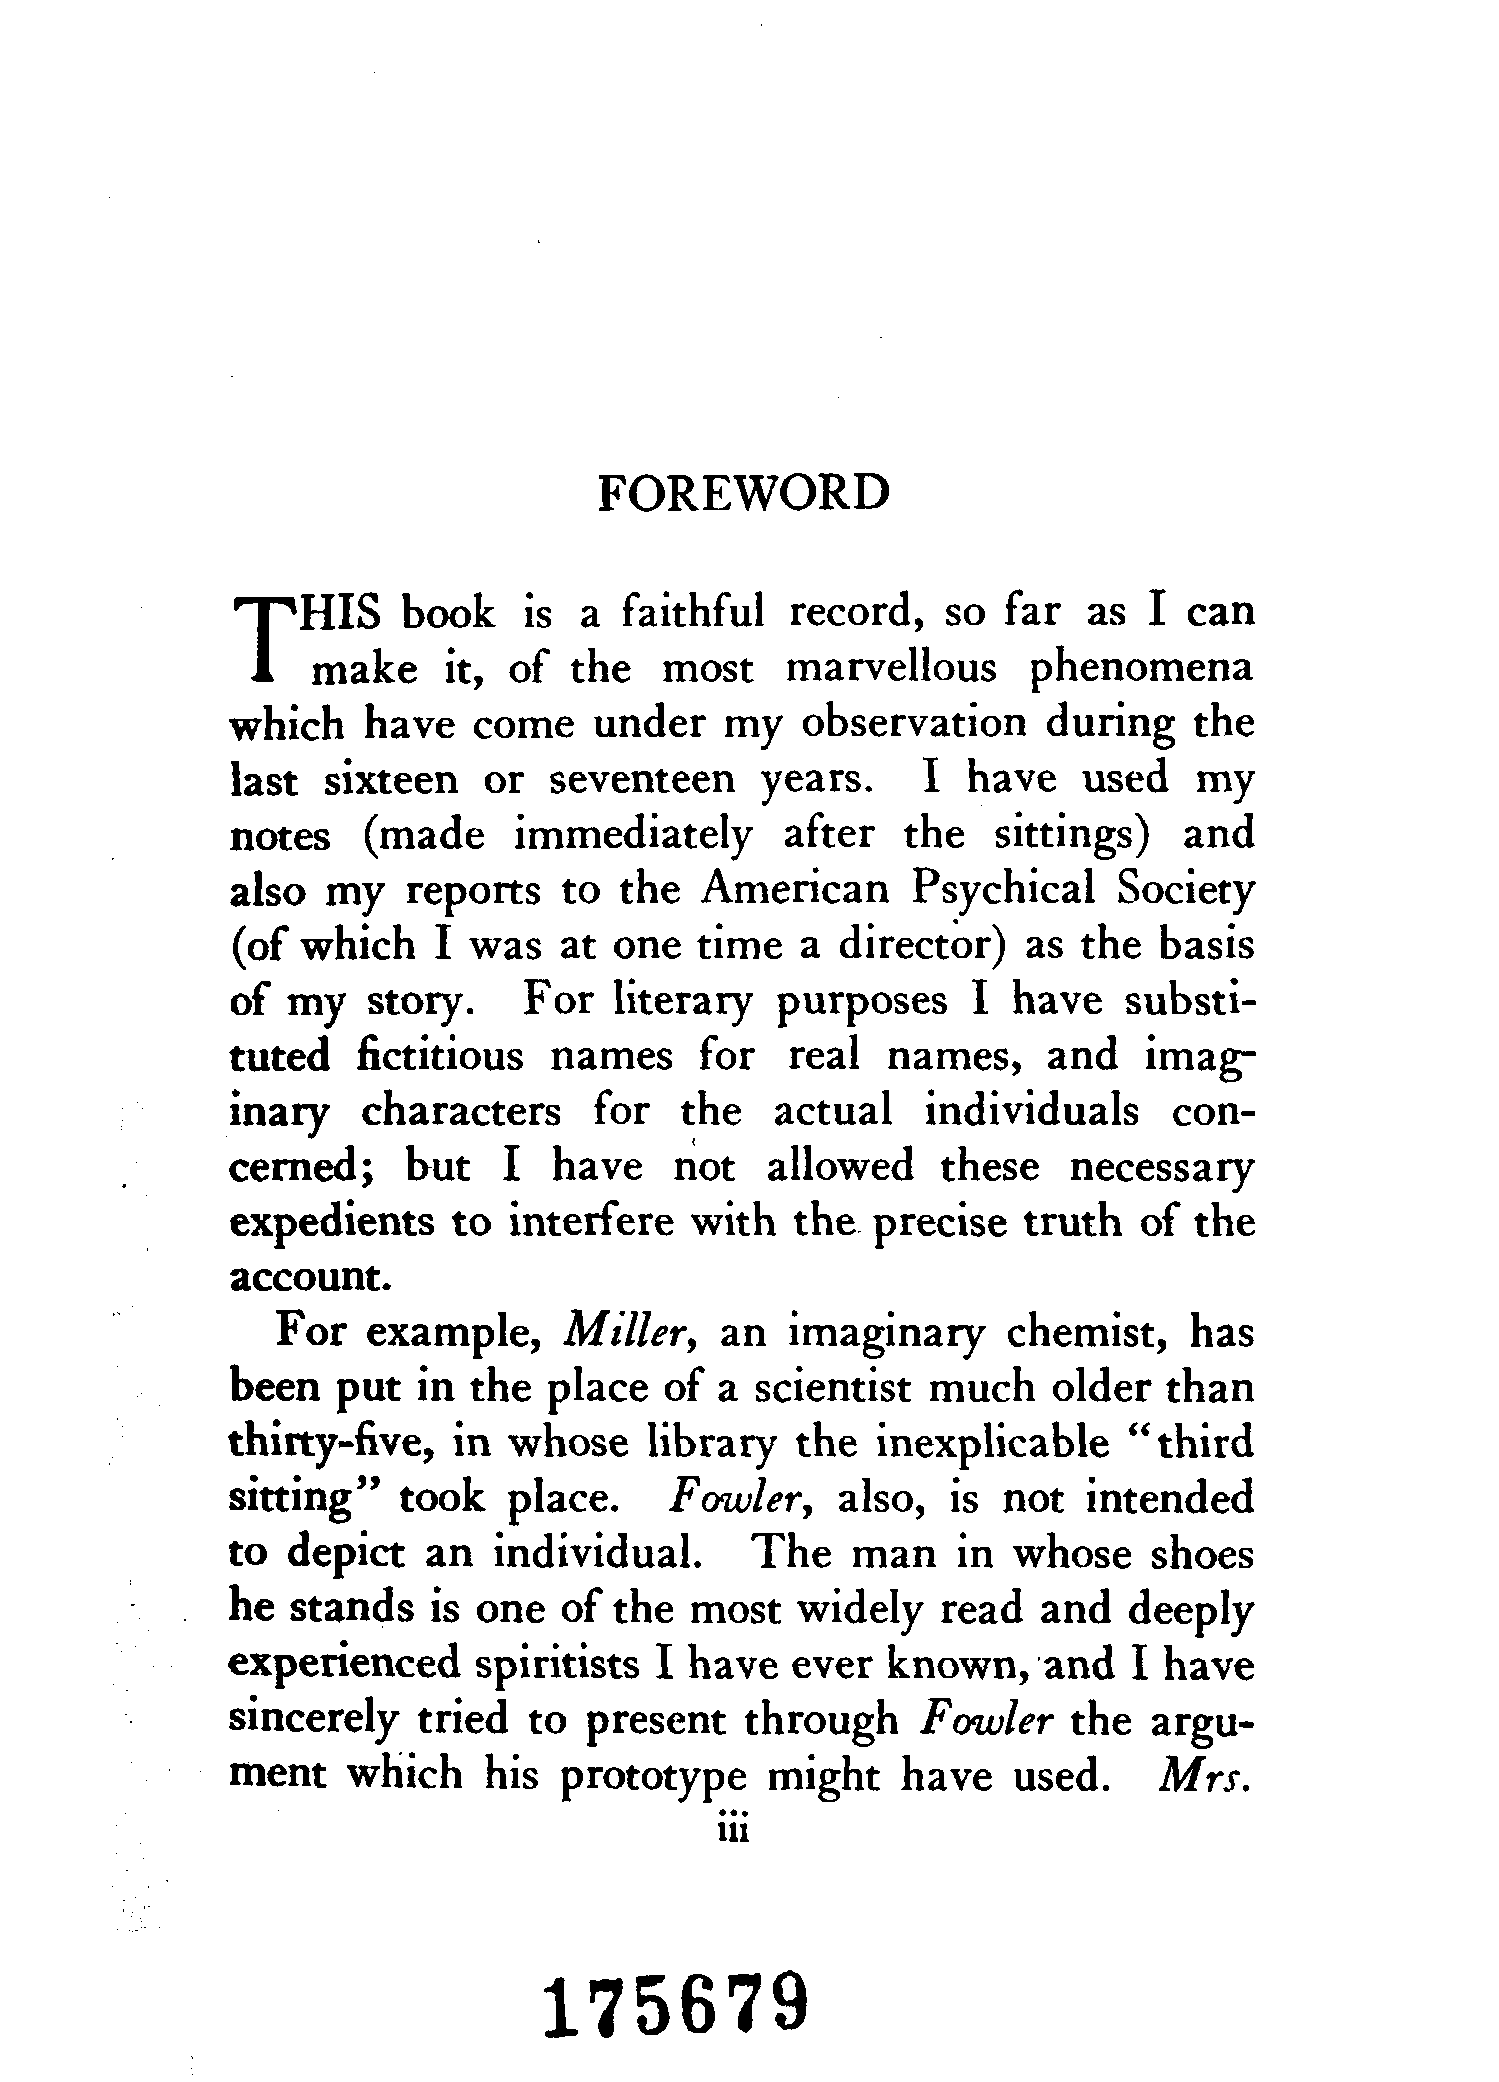 FOREWORD
THIS book is a faithful record, so far as I can
make it, of the most marvellous phenomena
which have come under my observation during the
last sixteen or seventeen years. I have used my
notes (made immediately after the sittings) and
also my reports to the American Psychical Society
(of which I was at one time a director) as the basis
of my story. For literary purposes I have substi-
tuted fictitious names for real names, and imag-
inary characters for the actual individuals con-
cerned; but I have not allowed these necessary
expedients to interfere with the precise truth of the
account.
For example, Miller, an imaginary chemist, has
been put in the place of a scientist much older than
thirty-five, in whose library the inexplicable “third
sitting” took place. Fowler, also, is not intended
to depict an individual. The man in whose shoes
he stands is one of the most widely read and deeply
experienced spiritists I have ever known, and I have
sincerely tried to present through Fowler the argu-
ment which his prototype might have used. Mrs.
iii
175679